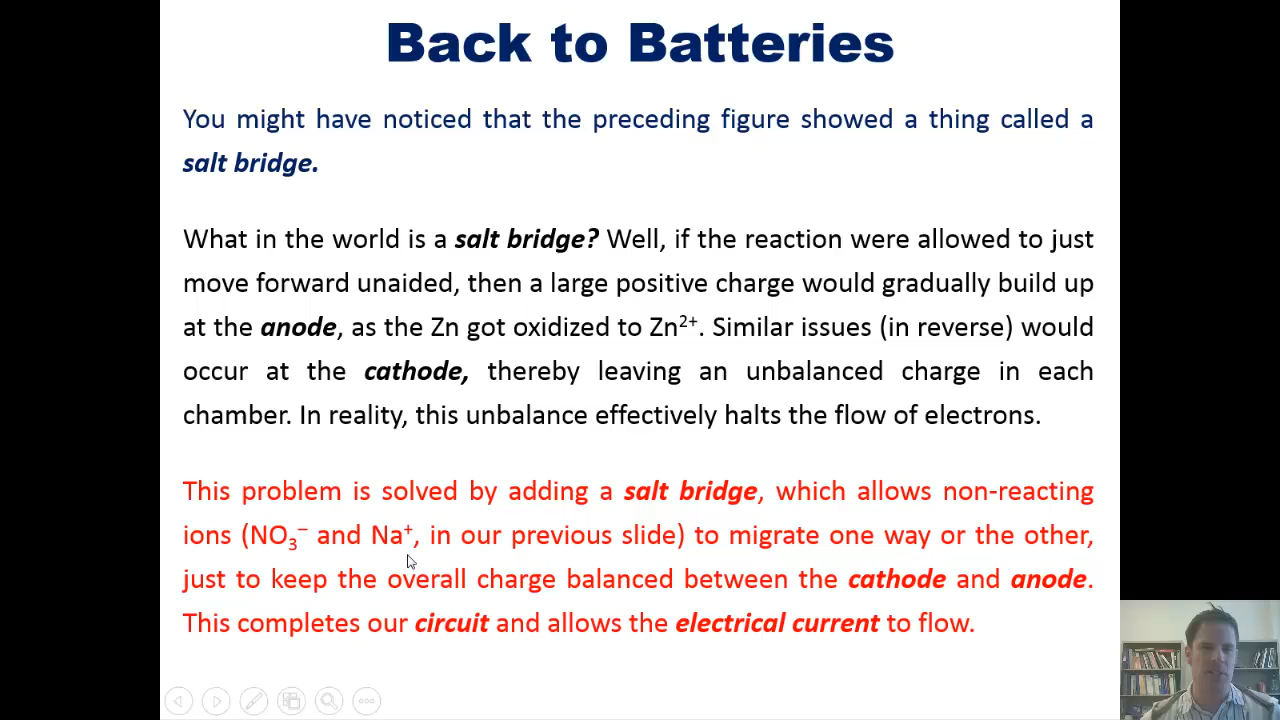 Back to Batteries
You might have noticed that the preceding figure showed a thing called a
salt bridge.
What in the world is a salt bridge? Well, if the reaction were allowed to just
move forward unaided, then a large positive charge would gradually build up
at the anode, as the Zn got oxidized to Zn²⁺. Similar issues (in reverse) would
occur at the cathode, thereby leaving an unbalanced charge in each
chamber. In reality, this unbalance effectively halts the flow of electrons.
This problem is solved by adding a salt bridge, which allows non-reacting
ions (NO₃⁻ and Na⁺, in our previous slide) to migrate one way or the other,
just to keep the overall charge balanced between the cathode and anode.
This completes our circuit and allows the electrical current to flow.